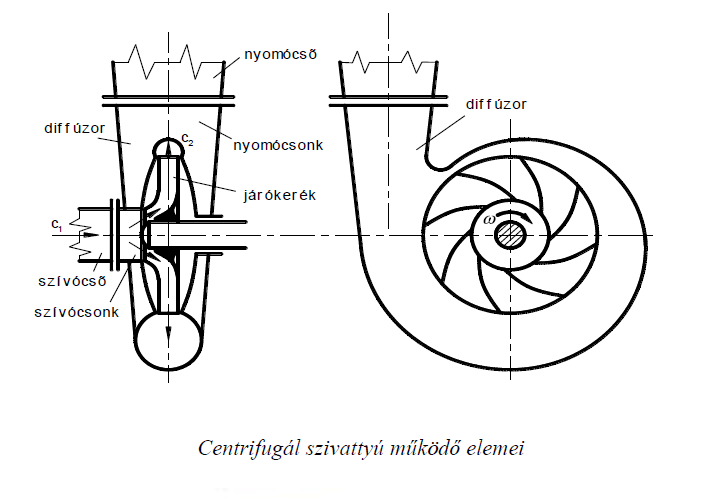 nyomócső
diffúzor
diffúzor
c2
nyomócsonk
járókerék
ω
c1
szívócső
szívócsonk
Centrifugál szivattyú működő elemei